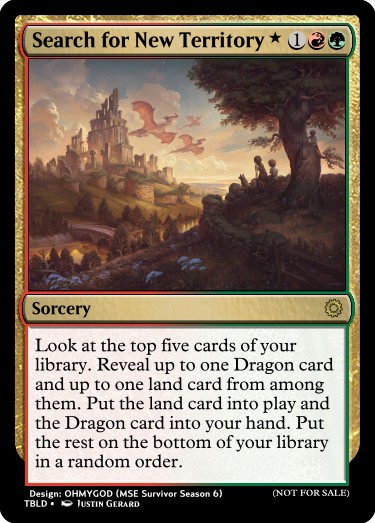 Search for New Territory ★ 1
Sorcery
Look at the top five cards of your
library. Reveal up to one Dragon card
and up to one land card from among
them. Put the land card into play and
the Dragon card into your hand. Put
the rest on the bottom of your library
in a random order.
Design: OHMYGOD (MSE Survivor Season 6) (NOT FOR SALE)
TBLD • Justin Gerard